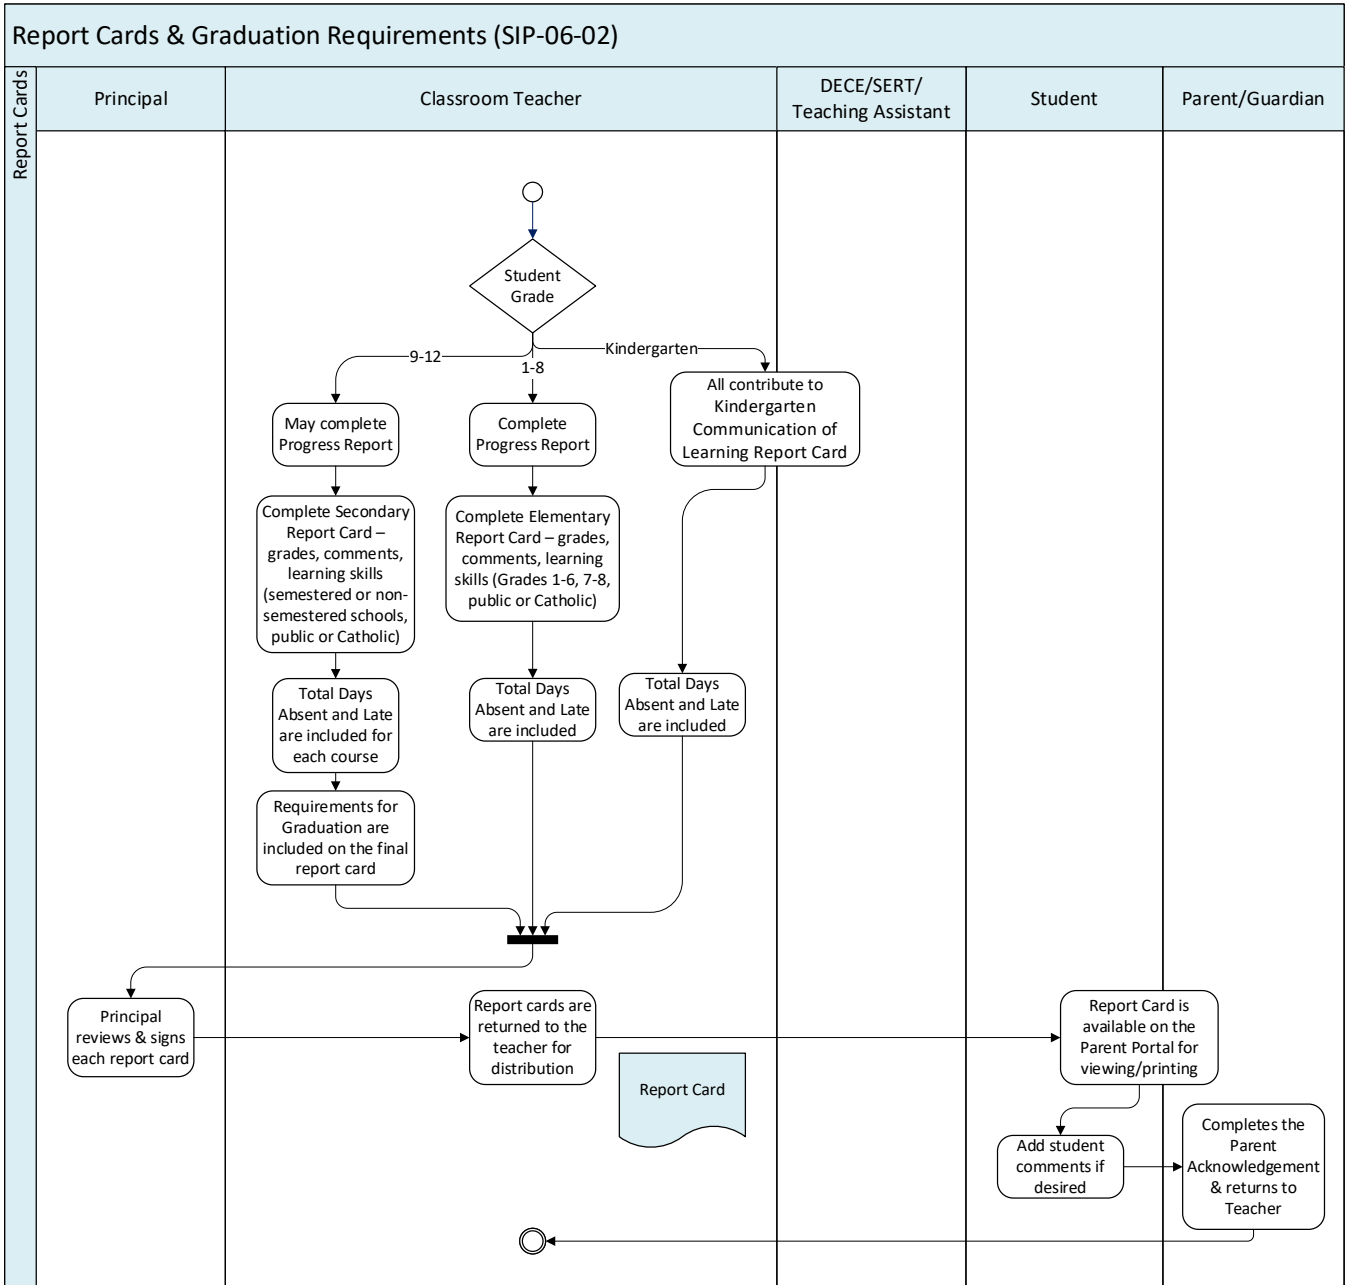 Report Cards & Graduation Requirements (SIP-06-02)
Report Cards
Principal
Classroom Teacher
DECE/SERT/
Teaching Assistant
Student
Parent/Guardian
Student
Grade
9-12
1-8
Kindergarten
May complete
Progress Report
Complete
Progress Report
All contribute to
Kindergarten
Communication of
Learning Report Card
Complete Secondary
Report Card –
grades, comments,
learning skills
(semestered or non-
semestered schools,
public or Catholic)
Complete Elementary
Report Card – grades,
comments, learning
skills (Grades 1-6, 7-8,
public or Catholic)
Total Days
Absent and Late
are included for
each course
Total Days
Absent and Late
are included
Total Days
Absent and Late
are included
Requirements for
Graduation are
included on the final
report card
Principal
reviews & signs
each report card
Report cards are
returned to the
teacher for
distribution
Report Card
Report Card is
available on the
Parent Portal for
viewing/printing
Add student
comments if
desired
Completes the
Parent
Acknowledgement
& returns to
Teacher